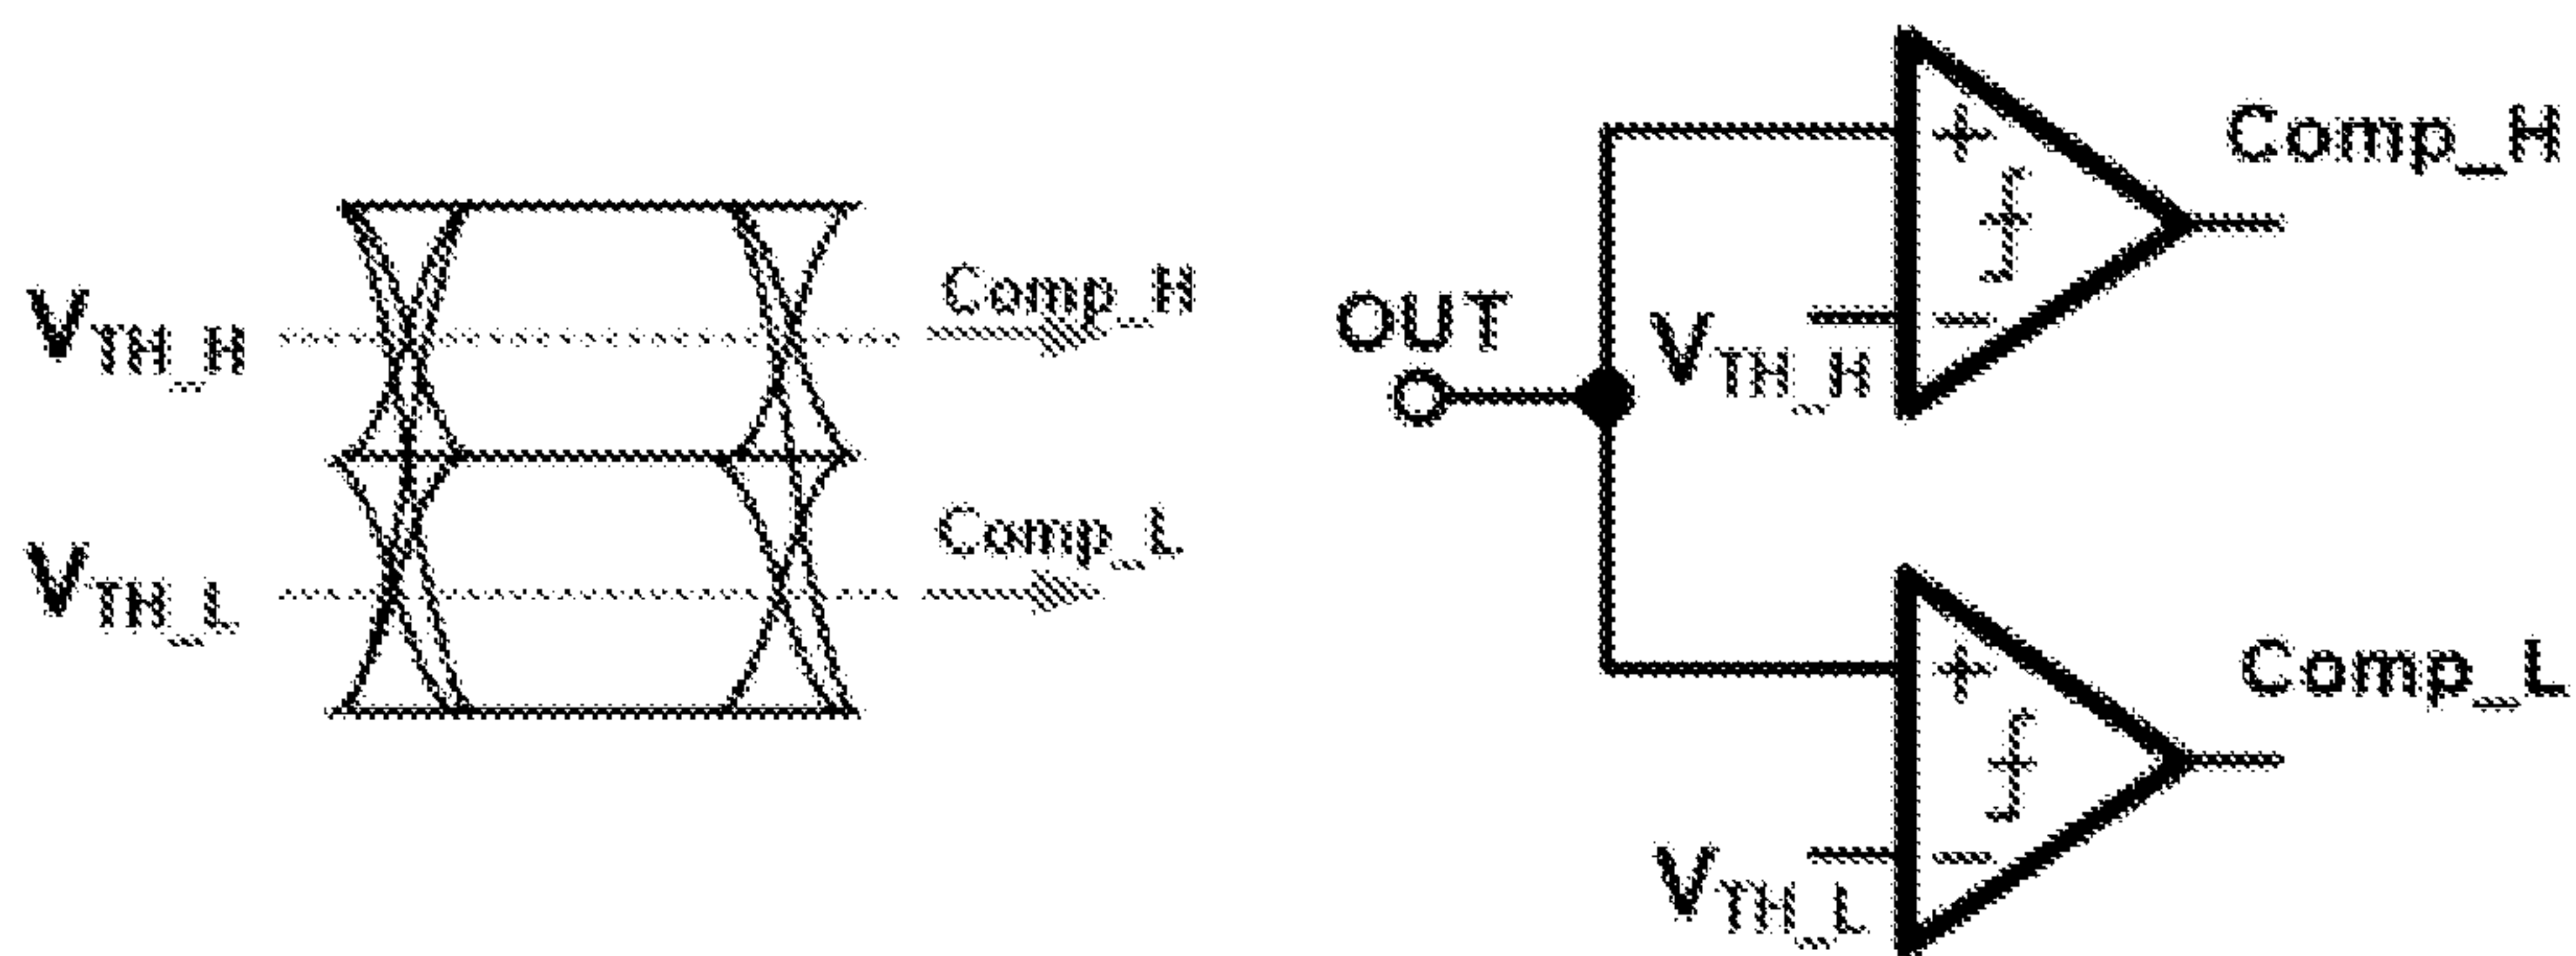 V_TH_H
Comp_H
V_TH_L
Comp_L
OUT
+
−
V_TH_H
Comp_H
+
−
V_TH_L
Comp_L